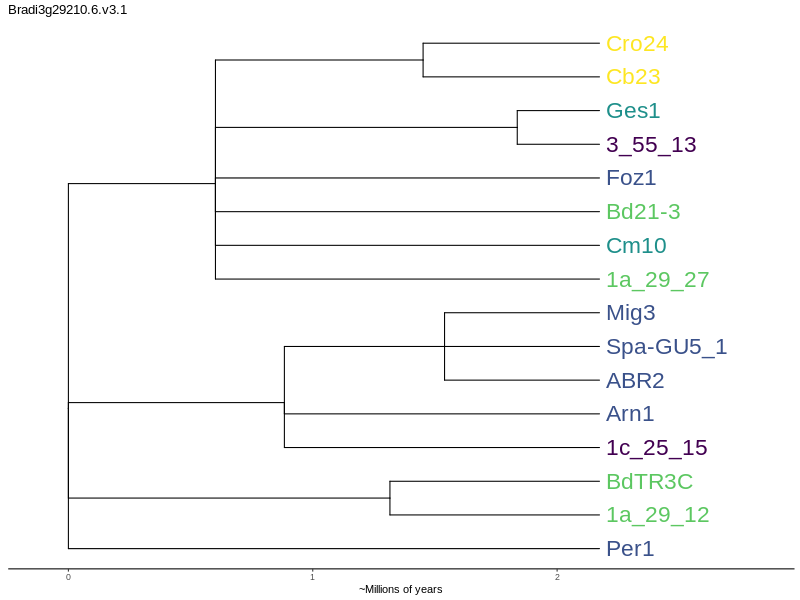 Bradi3g29210.6.v3.1
Cro24
Cb23
Ges1
3_55_13
Foz1
Bd21-3
Cm10
1a_29_27
Mig3
Spa-GU5_1
ABR2
Arn1
1c_25_15
BdTR3C
1a_29_12
Per1
0 1 2
~Millions of years